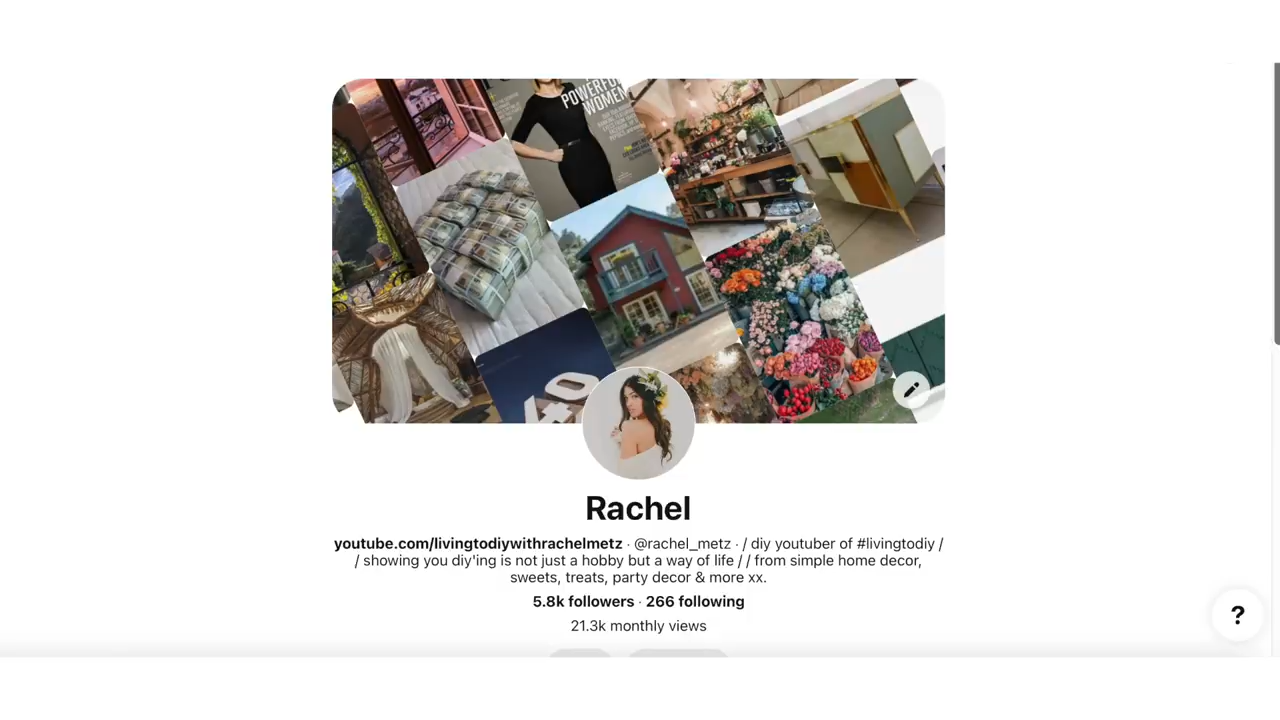 POWERFUL
WOMEN
Rachel
youtube.com/livingtodiywithrachelmetz · @rachel_metz · / diy youtuber of #livingtodiy /
/ showing you diy'ing is not just a hobby but a way of life / / from simple home decor,
sweets, treats, party decor & more xx.
5.8k followers · 266 following
21.3k monthly views
?